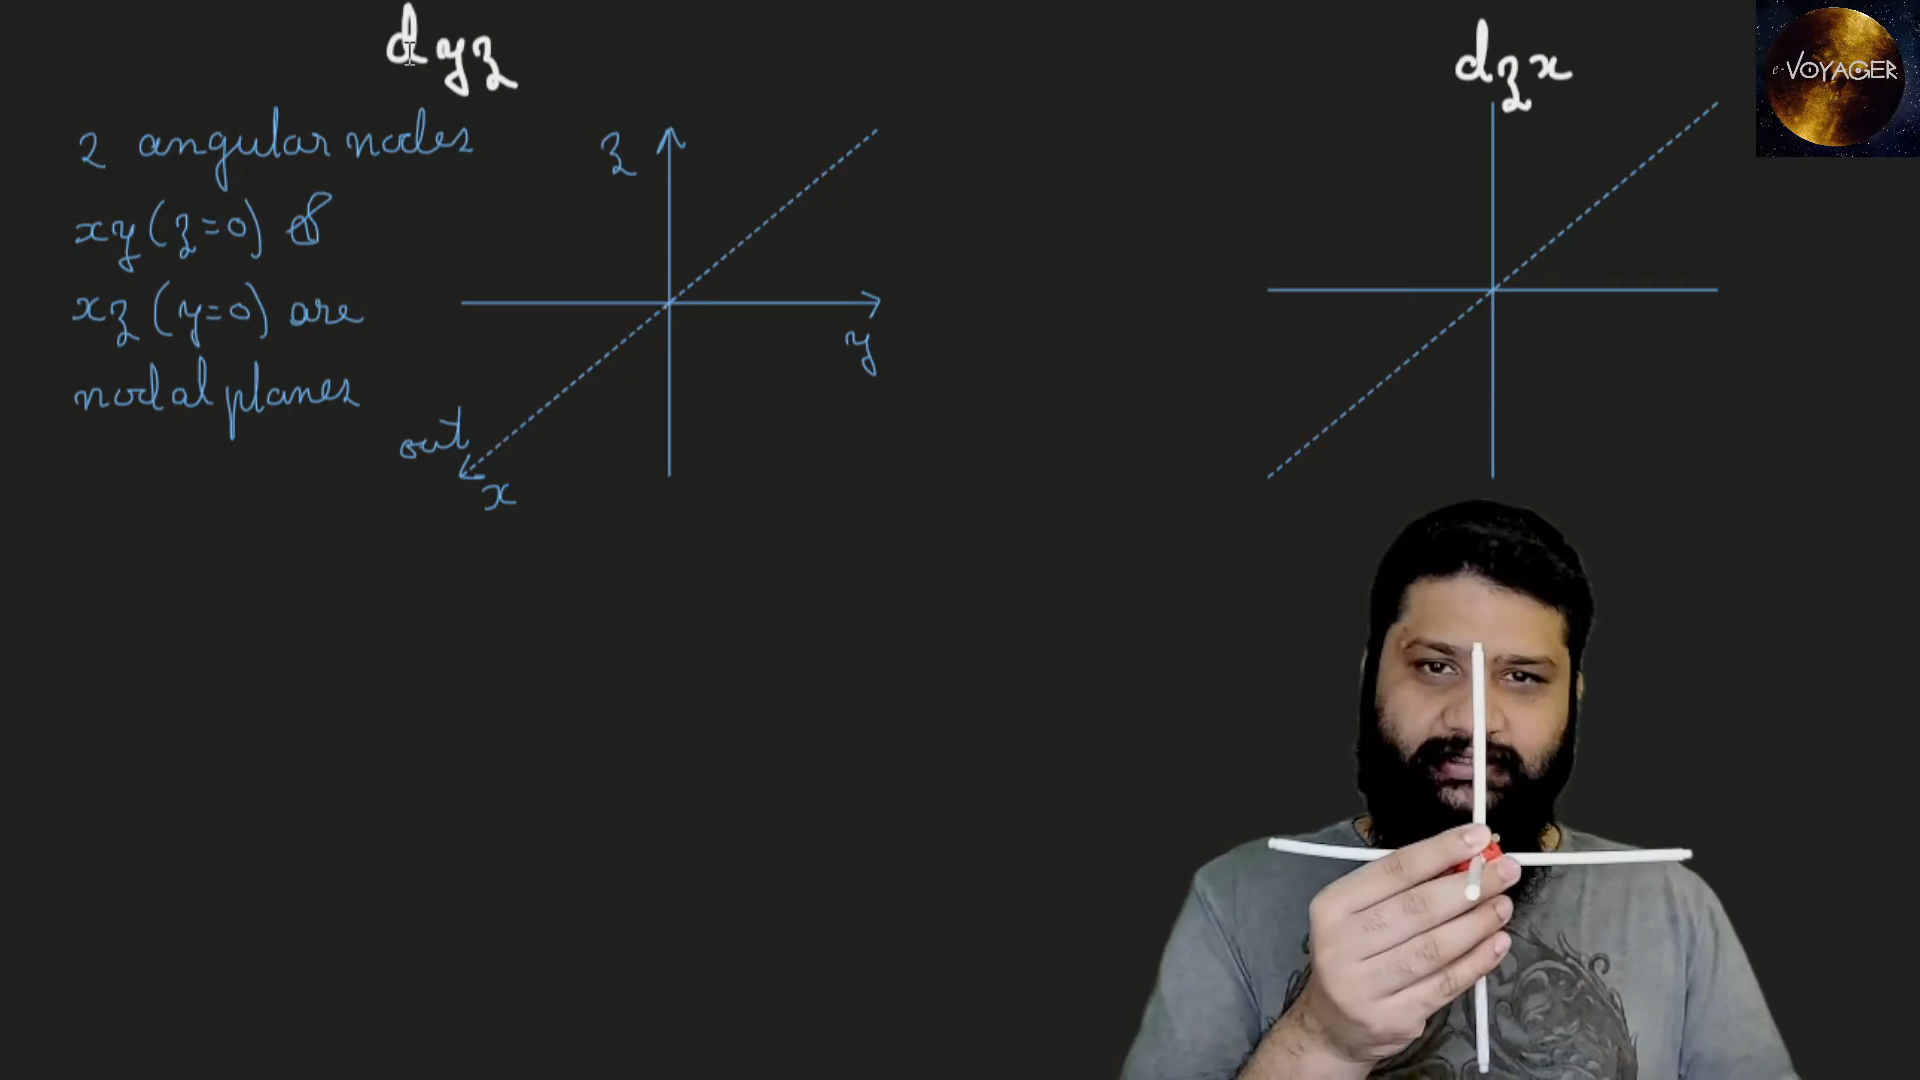 dyz
2 angular nodes
xy (z=0) &
xz (y=0) are
nodal planes
z
y
out
x
dzx
e-VOYAGER